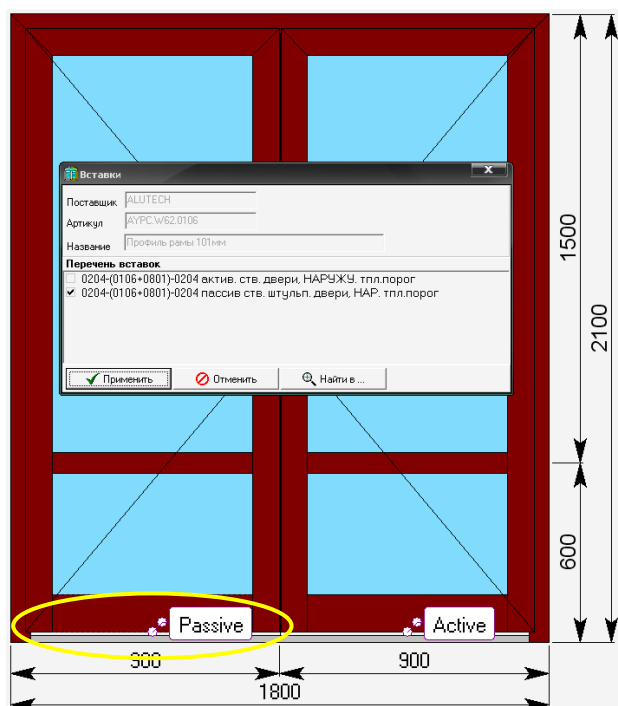 Вставки
Поставщик ALUTECH
Артикул AYPC.W62.0106
Название Профиль рамы 101мм
Перечень вставок
0204-(0106+0801)-0204 актив. ств. двери, НАРУЖУ. тпл.порог
0204-(0106+0801)-0204 пассив ств. штульп. двери, НАР. тпл.порог
Применить Отменить Найти в ...
1500
2100
600
Passive Active
900 900
1800